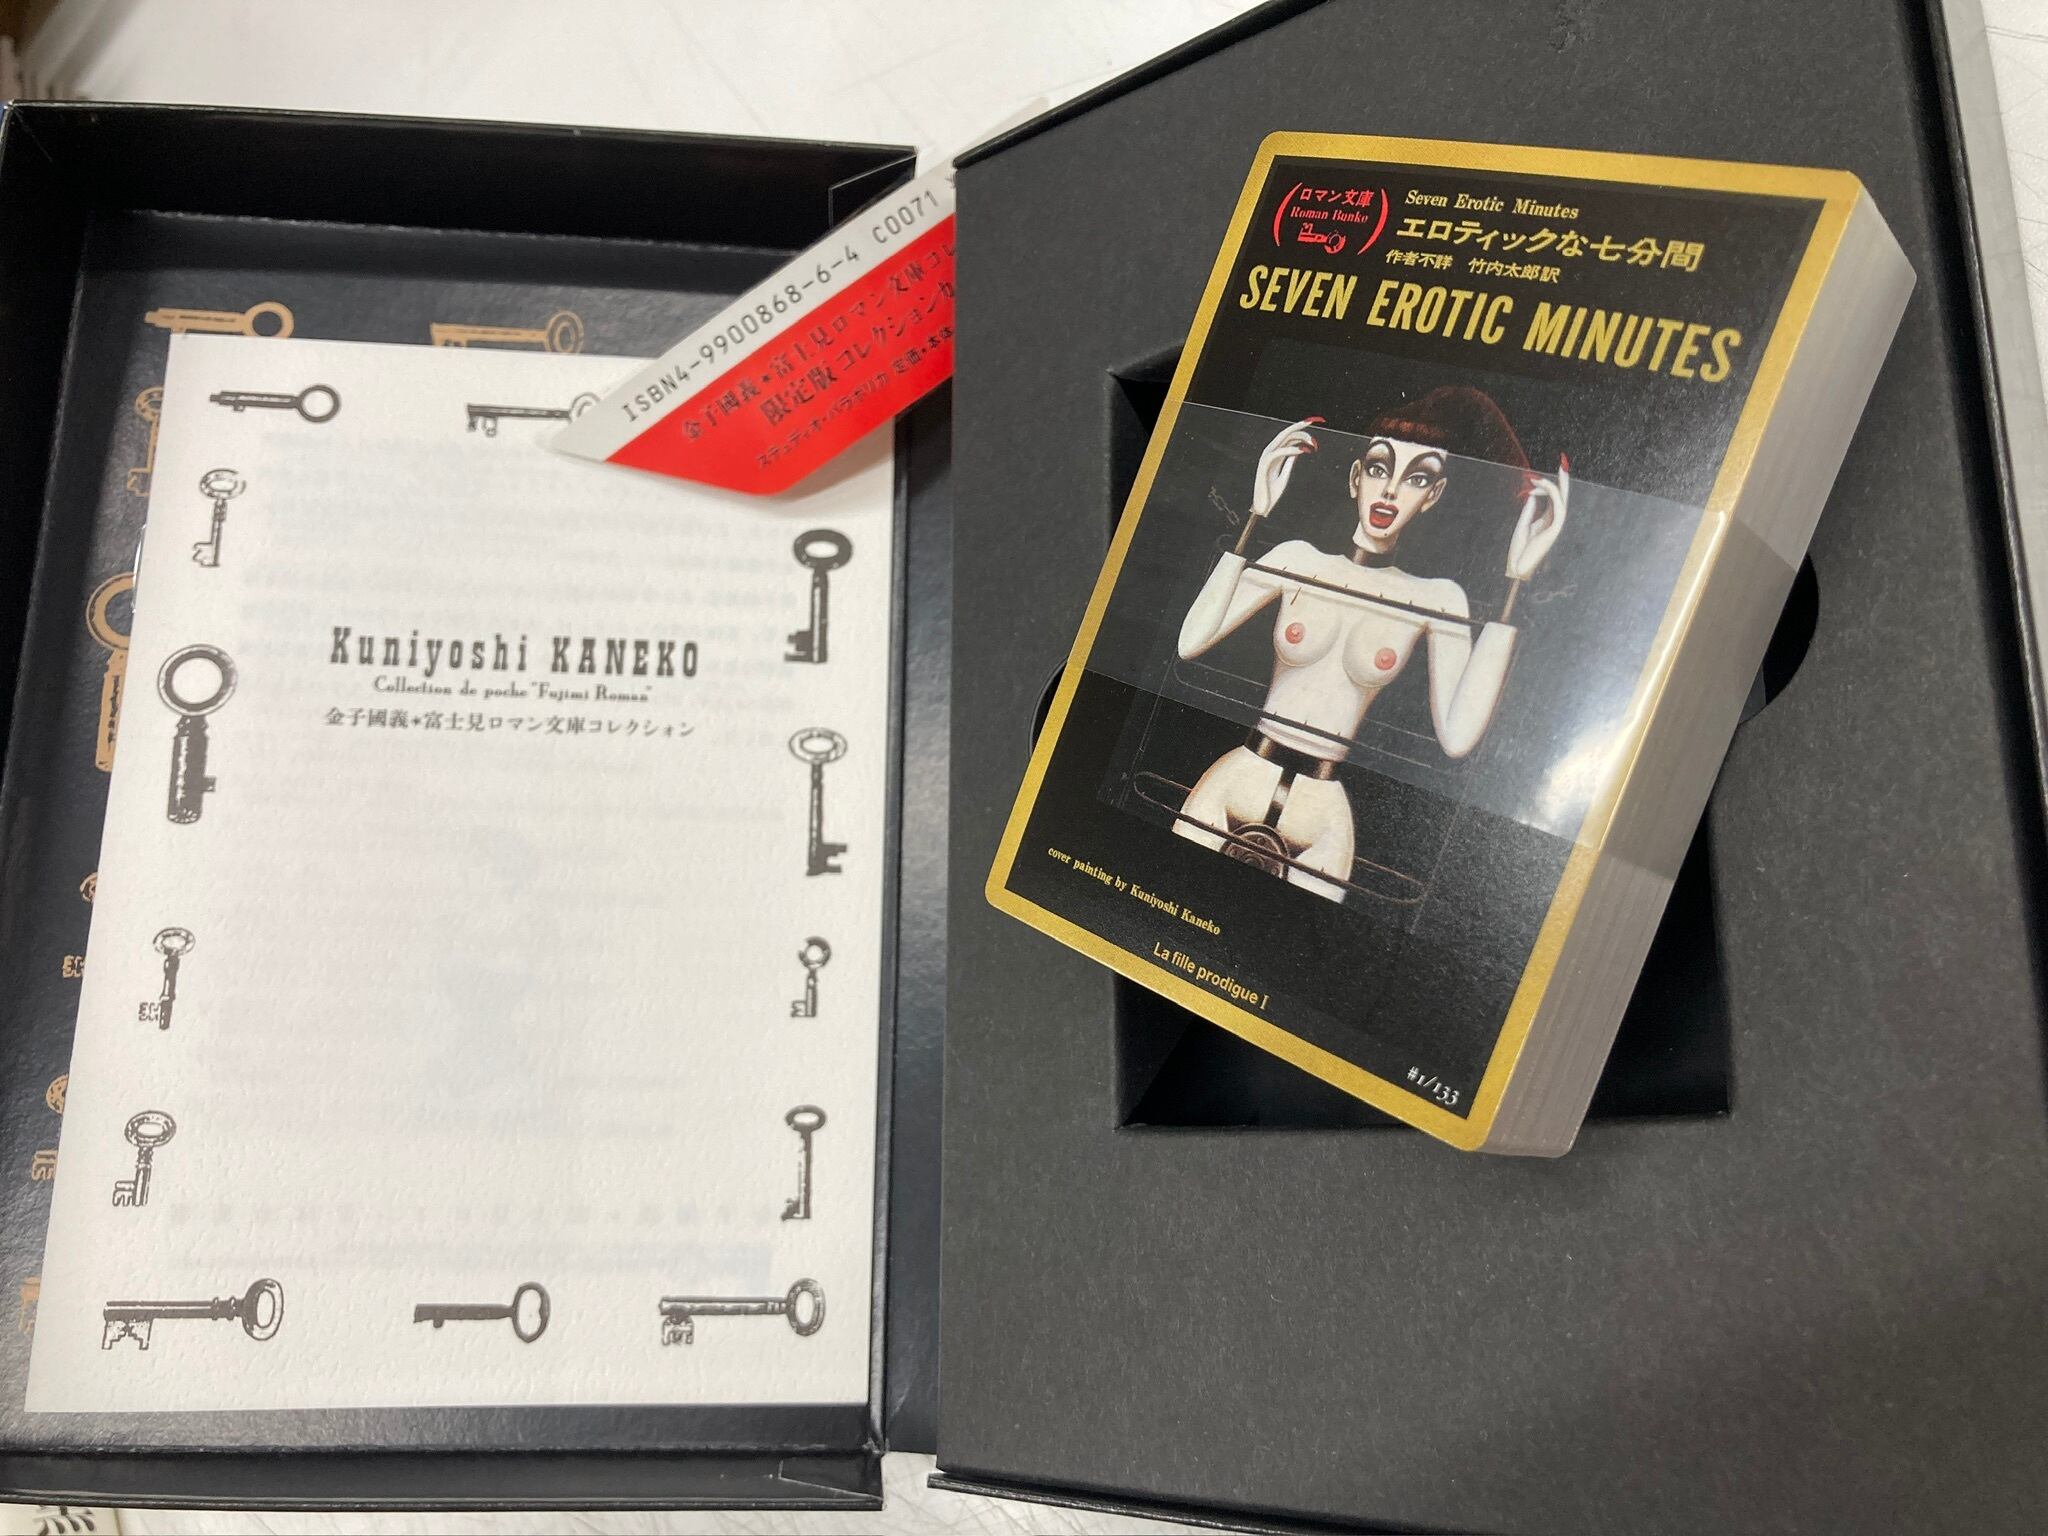 Kuniyoshi KANEKO
Collection de poche "Fujimi Roman"
金子國義*富士見ロマン文庫コレクション
ISBN4-9900868-6-4 C0071
金子國義*富士見ロマン文庫コレ
限定版コレクションカ
ステュディオ・パラボリカ 定価・本体
ロマン文庫
Roman Bunko
Seven Erotic Minutes
エロティックな七分間
作者不詳 竹内太郎訳
SEVEN EROTIC MINUTES
cover painting by Kuniyoshi Kaneko
La fille prodigue I
#1/133